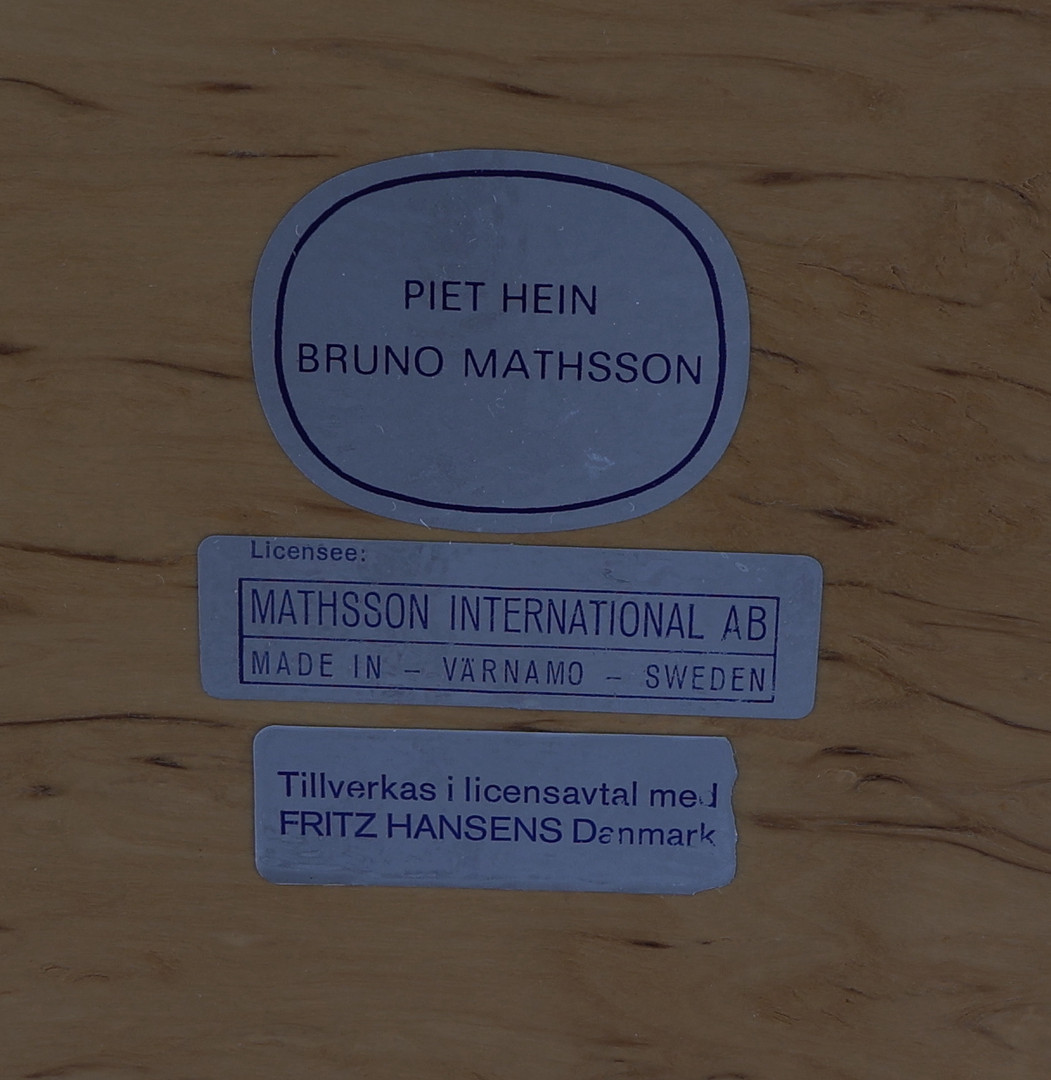 PIET HEIN
BRUNO MATHSSON
Licensee:
MATHSSON INTERNATIONAL AB
MADE IN – VÄRNAMO – SWEDEN
Tillverkas i licensavtal med
FRITZ HANSENS Danmark